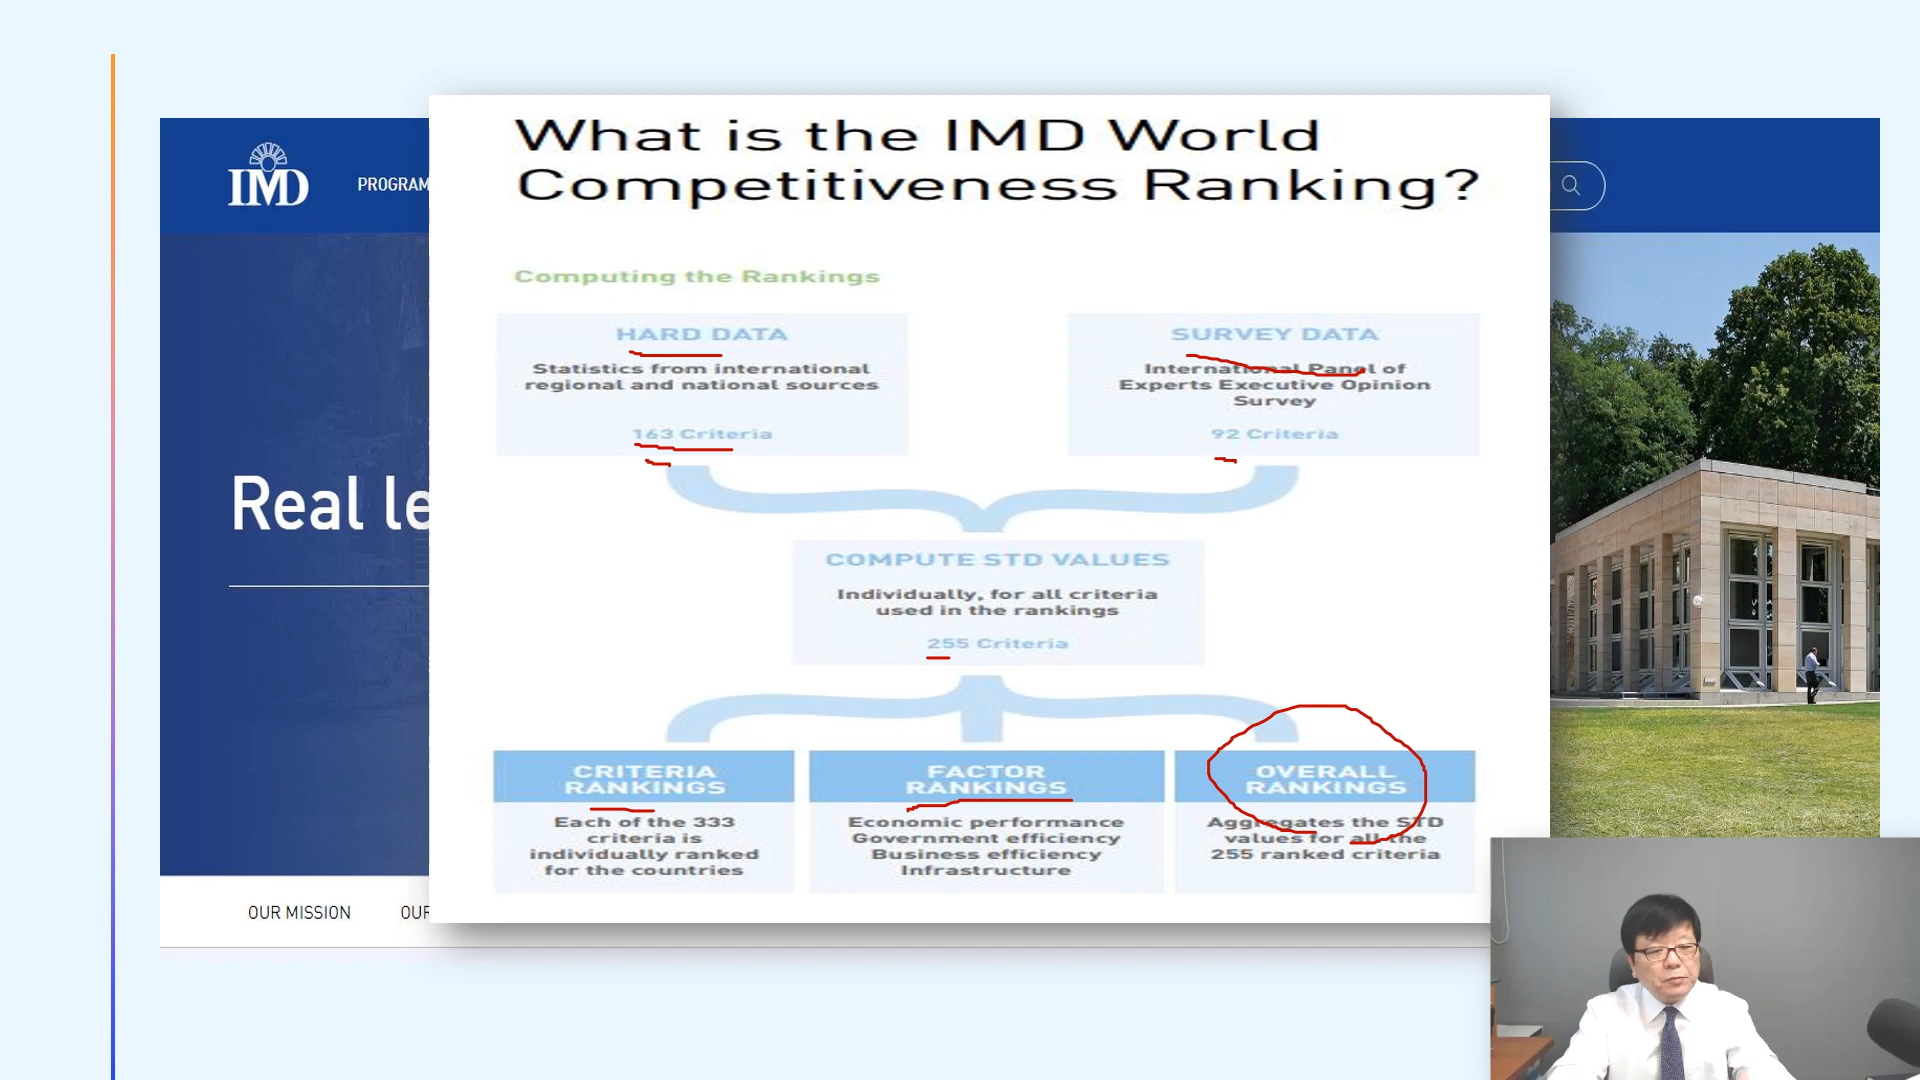 IMD
PROGRAM
What is the IMD World
Competitiveness Ranking?
Computing the Rankings
HARD DATA
Statistics from international
regional and national sources
163 Criteria
SURVEY DATA
International Panel of
Experts Executive Opinion
Survey
92 Criteria
Real le
COMPUTE STD VALUES
Individually, for all criteria
used in the rankings
255 Criteria
CRITERIA
RANKINGS
Each of the 333
criteria is
individually ranked
for the countries
FACTOR
RANKINGS
Economic performance
Government efficiency
Business efficiency
Infrastructure
OVERALL
RANKINGS
Aggregates the STD
values for all the
255 ranked criteria
OUR MISSION
OUR